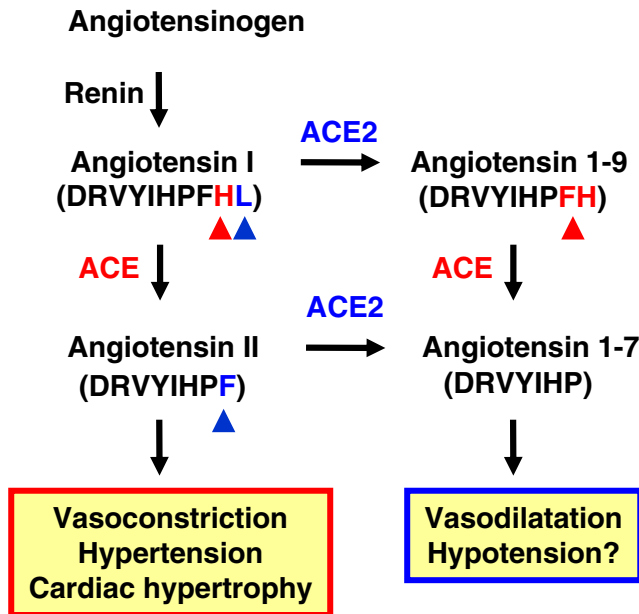 Angiotensinogen
Renin
ACE2
Angiotensin I
Angiotensin 1-9
(DRVYIHPFHL)
(DRVYIHPFH)
ACE
ACE
ACE2
Angiotensin II
Angiotensin 1-7
(DRVYIHPF)
(DRVYIHP)
Vasoconstriction
Hypertension
Cardiac hypertrophy
Vasodilatation
Hypotension?